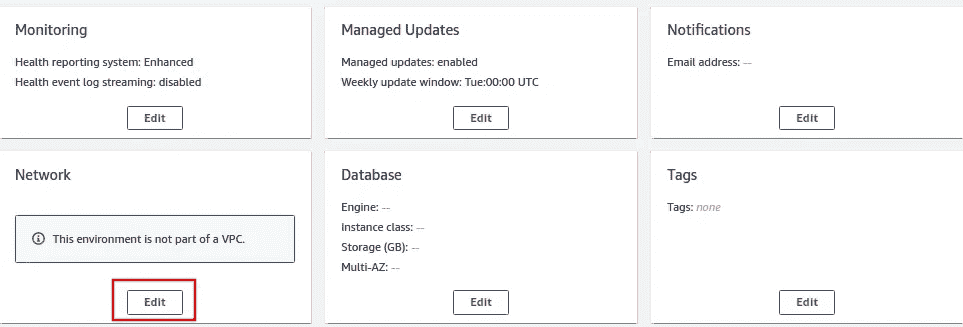 Monitoring
Health reporting system: Enhanced
Health event log streaming: disabled
Edit
Managed Updates
Managed updates: enabled
Weekly update window: Tue:00:00 UTC
Edit
Notifications
Email address: --
Edit
Network
This environment is not part of a VPC.
Edit
Database
Engine: --
Instance class: --
Storage (GB): --
Multi-AZ: --
Edit
Tags
Tags: none
Edit